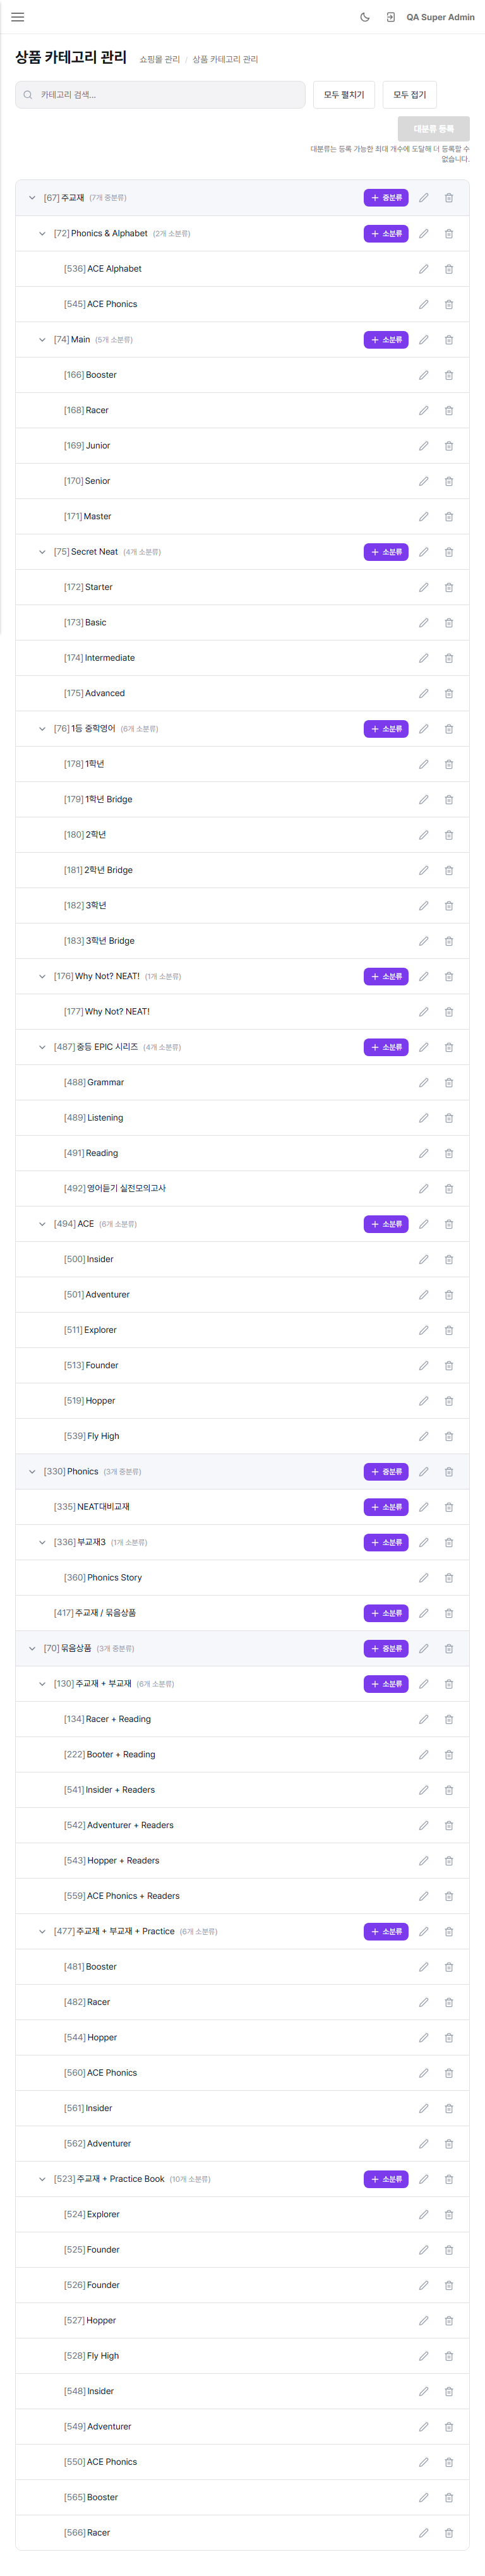 QA Super Admin
상품 카테고리 관리
쇼핑몰 관리 / 상품 카테고리 관리
카테고리 검색...
모두 펼치기
모두 접기
대분류 등록
대분류는 등록 가능한 최대 개수에 도달해 더 등록할 수
없습니다.
[67] 주교재 (7개 중분류) + 중분류
[72] Phonics & Alphabet (2개 소분류) + 소분류
[536] ACE Alphabet
[545] ACE Phonics
[74] Main (5개 소분류) + 소분류
[166] Booster
[168] Racer
[169] Junior
[170] Senior
[171] Master
[75] Secret Neat (4개 소분류) + 소분류
[172] Starter
[173] Basic
[174] Intermediate
[175] Advanced
[76] 1등 중학영어 (6개 소분류) + 소분류
[178] 1학년
[179] 1학년 Bridge
[180] 2학년
[181] 2학년 Bridge
[182] 3학년
[183] 3학년 Bridge
[176] Why Not? NEAT! (1개 소분류) + 소분류
[177] Why Not? NEAT!
[487] 중등 EPIC 시리즈 (4개 소분류) + 소분류
[488] Grammar
[489] Listening
[491] Reading
[492] 영어듣기 실전모의고사
[494] ACE (6개 소분류) + 소분류
[500] Insider
[501] Adventurer
[511] Explorer
[513] Founder
[519] Hopper
[539] Fly High
[330] Phonics (3개 중분류) + 중분류
[335] NEAT대비교재 + 소분류
[336] 부교재3 (1개 소분류) + 소분류
[360] Phonics Story
[417] 주교재 / 묶음상품 + 소분류
[70] 묶음상품 (3개 중분류) + 중분류
[130] 주교재 + 부교재 (6개 소분류) + 소분류
[134] Racer + Reading
[222] Booter + Reading
[541] Insider + Readers
[542] Adventurer + Readers
[543] Hopper + Readers
[559] ACE Phonics + Readers
[477] 주교재 + 부교재 + Practice (6개 소분류) + 소분류
[481] Booster
[482] Racer
[544] Hopper
[560] ACE Phonics
[561] Insider
[562] Adventurer
[523] 주교재 + Practice Book (10개 소분류) + 소분류
[524] Explorer
[525] Founder
[526] Founder
[527] Hopper
[528] Fly High
[548] Insider
[549] Adventurer
[550] ACE Phonics
[565] Booster
[566] Racer